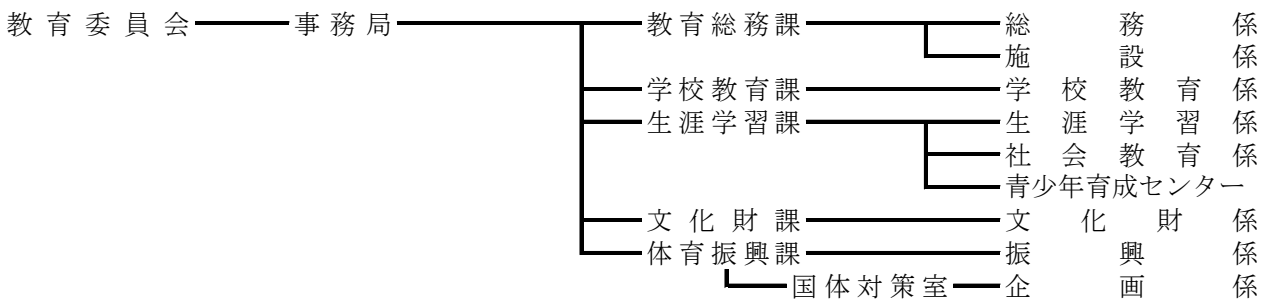 教育委員会 事務局 教育総務課 総務係
施設係
学校教育課 学校教育係
生涯学習課 生涯学習係
社会教育係
青少年育成センター
文化財課 文化財係
体育振興課 振興係
国体対策室 企画係